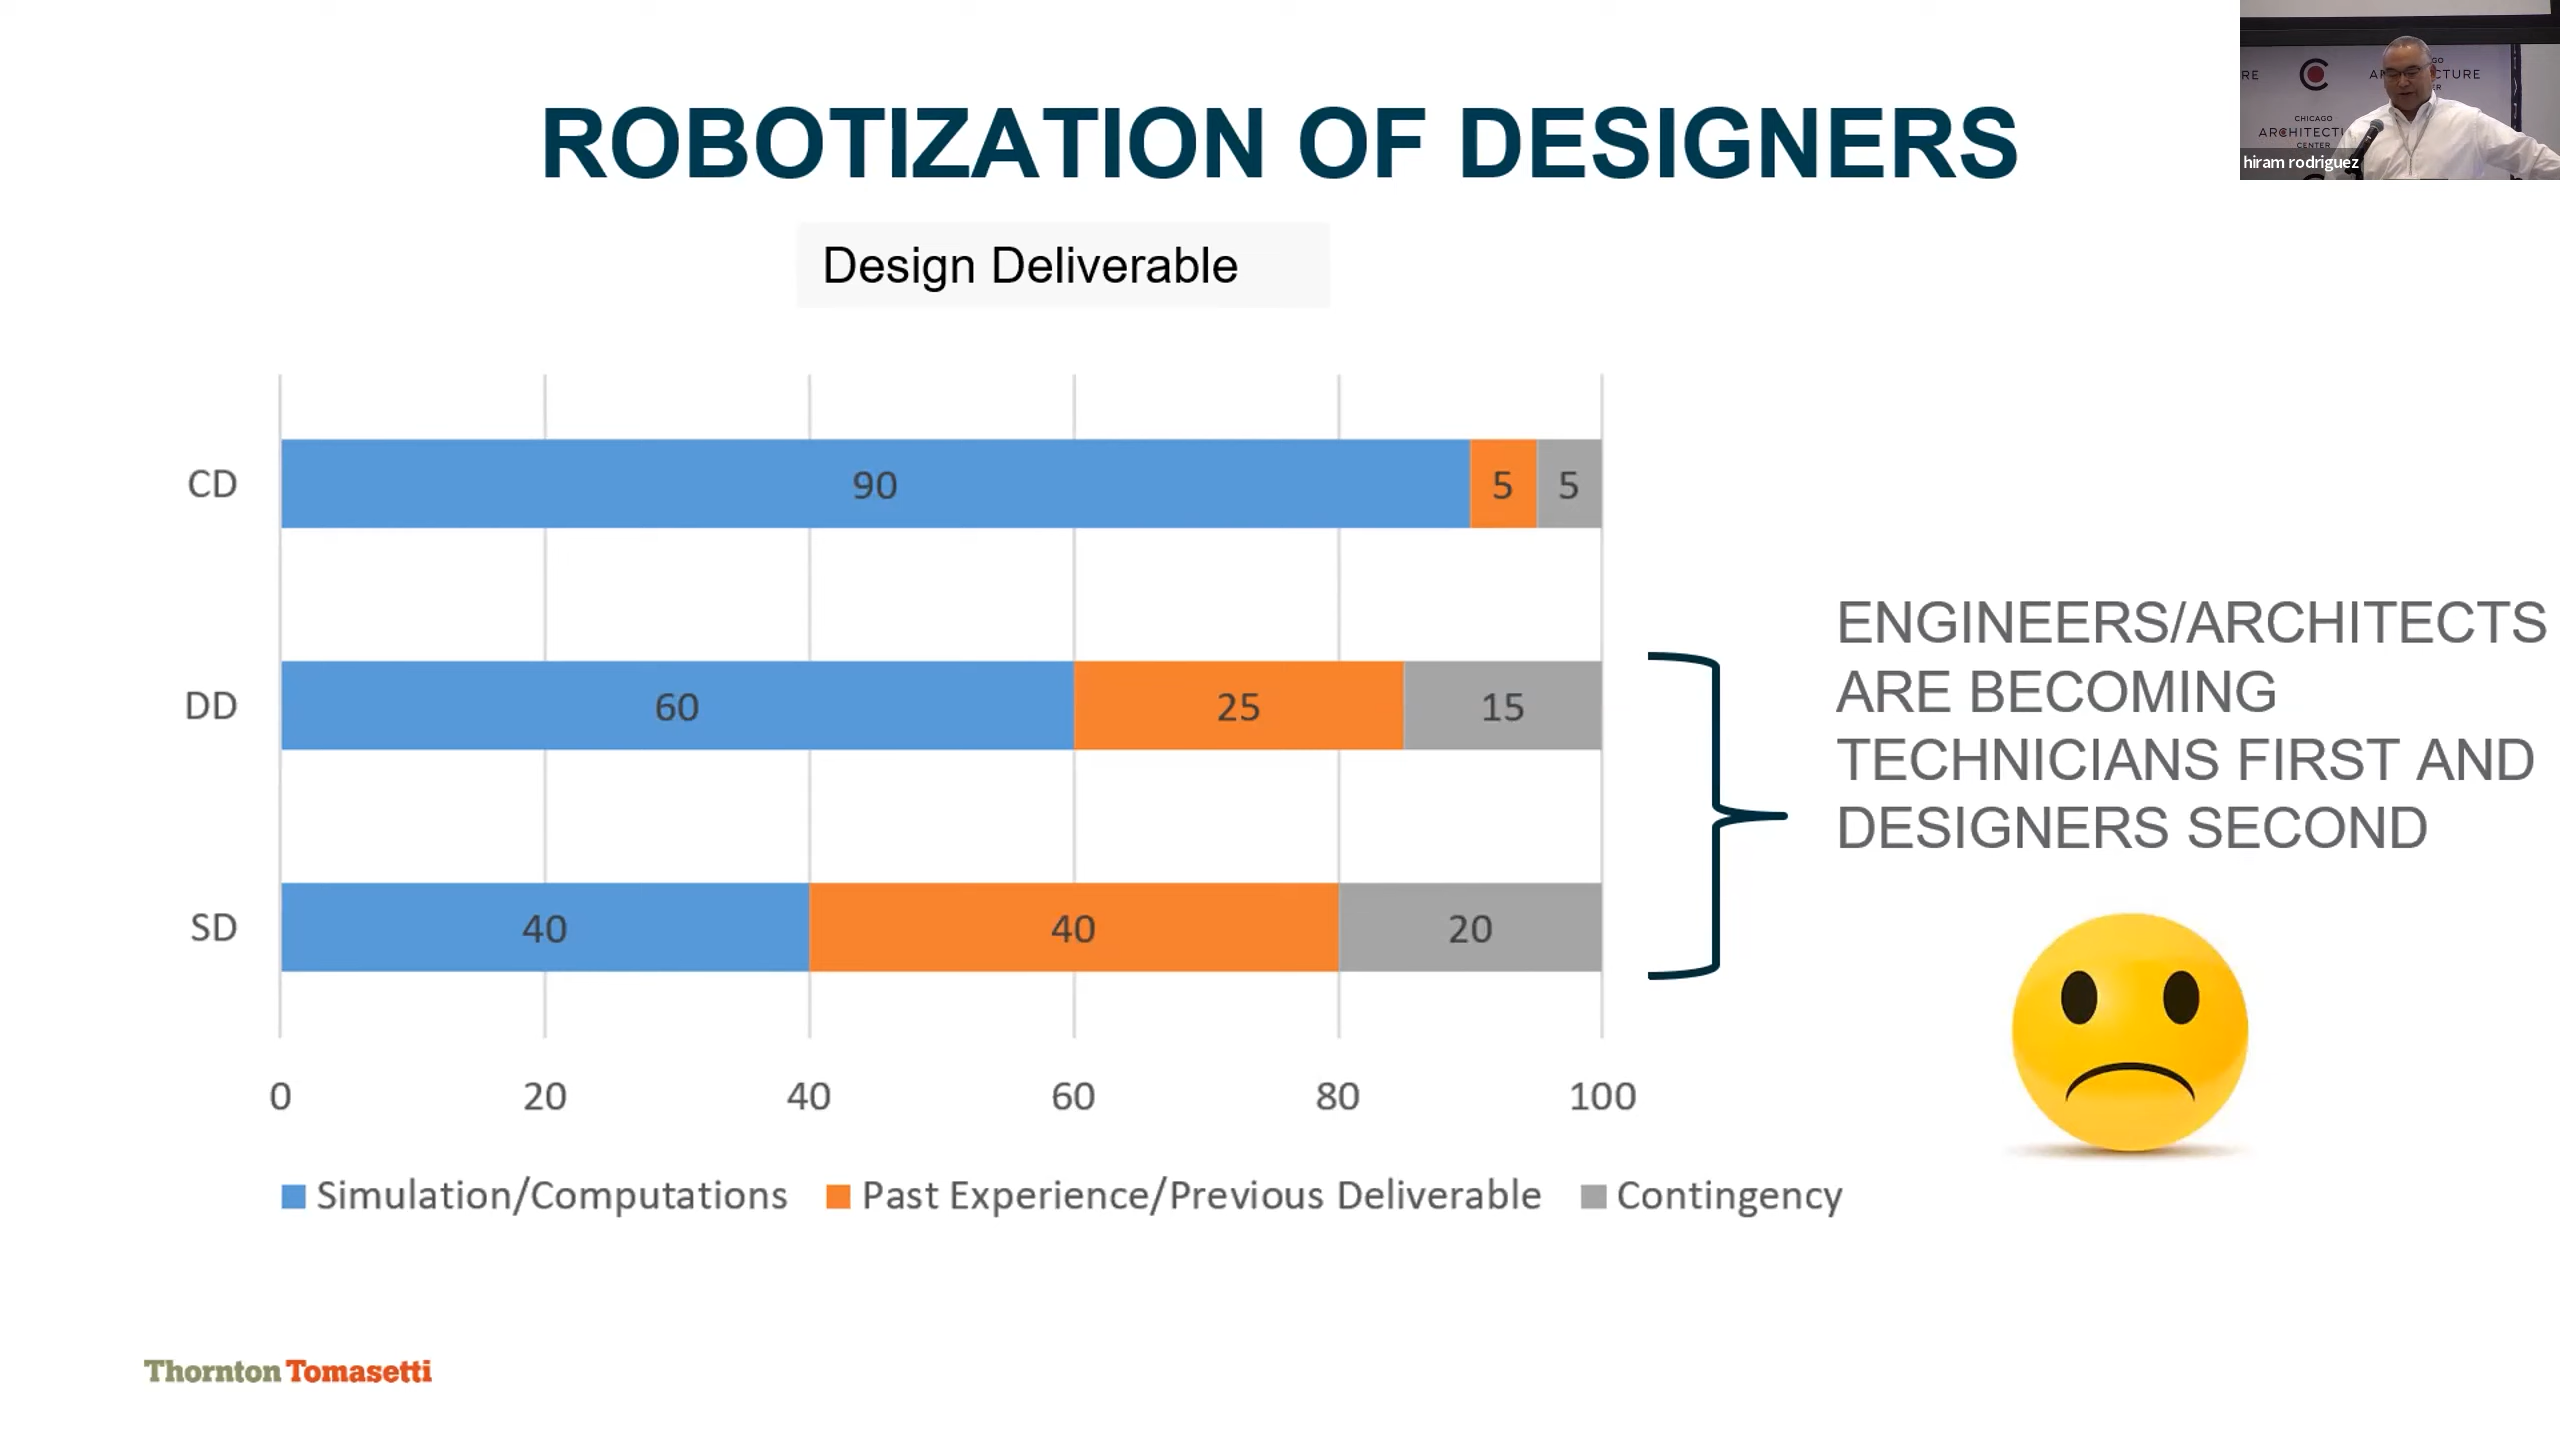 ROBOTIZATION OF DESIGNERS
Design Deliverable
CD
90
5
5
DD
60
25
15
SD
40
40
20
0
20
40
60
80
100
Simulation/Computations
Past Experience/Previous Deliverable
Contingency
ENGINEERS/ARCHITECTS
ARE BECOMING
TECHNICIANS FIRST AND
DESIGNERS SECOND
Thornton Tomasetti
CHICAGO
CENTER
hiram rodriguez